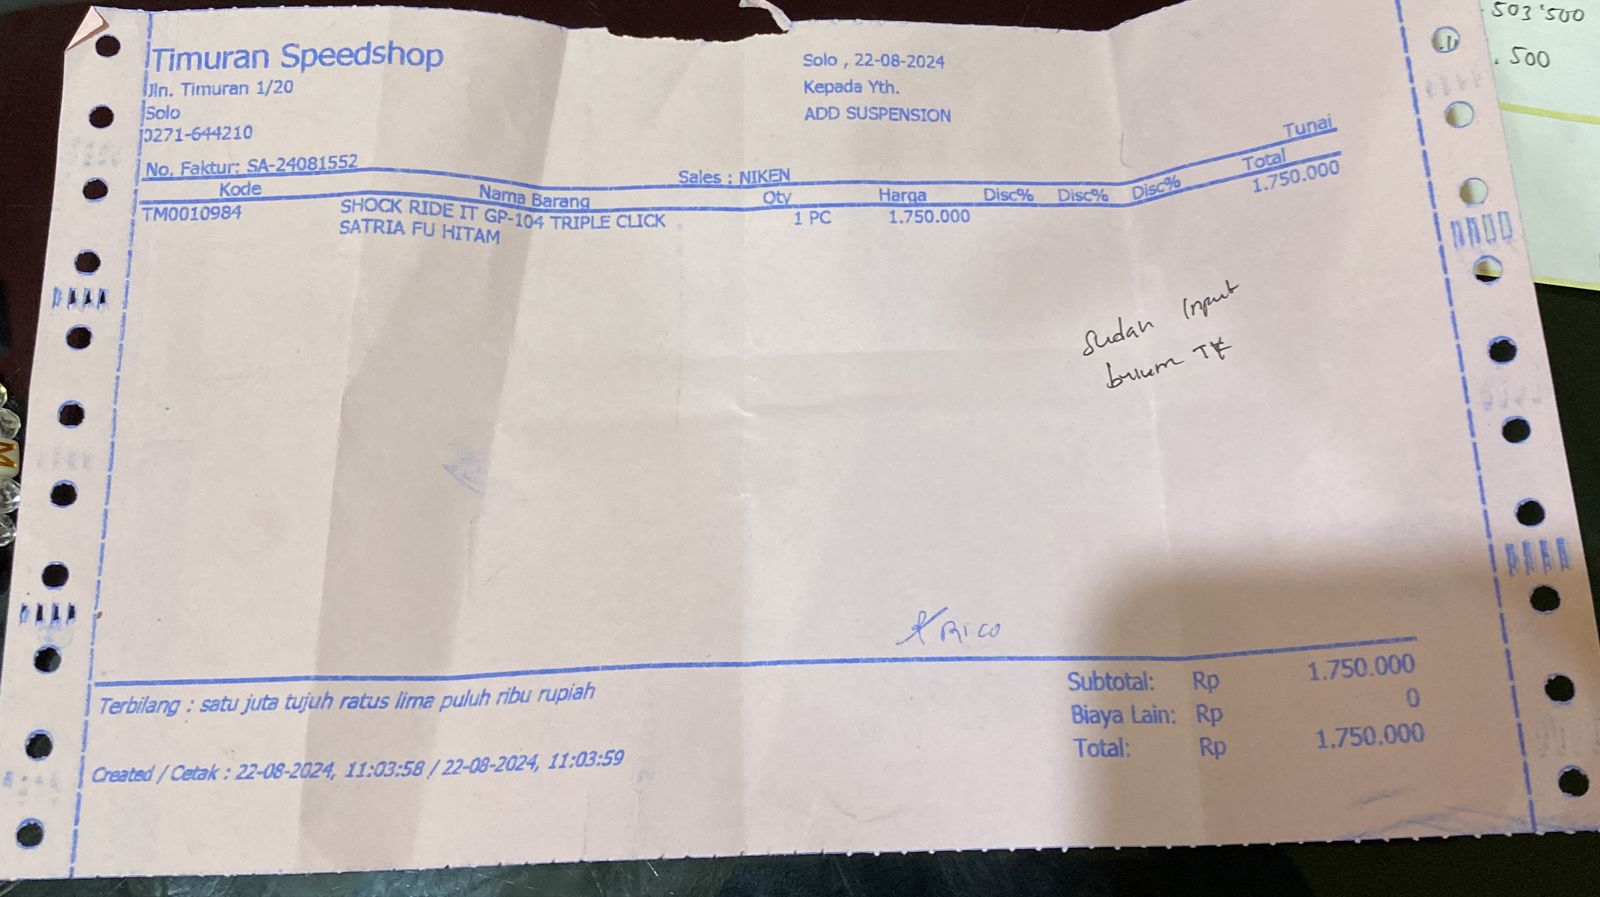 Timuran Speedshop
Jln. Timuran 1/20
Solo
0271-644210
Solo , 22-08-2024
Kepada Yth.
ADD SUSPENSION
Tunai
No. Faktur: SA-24081552
Sales : NIKEN
Kode Nama Barang Qty Harga Disc% Disc% Disc% Total
TM0010984 SHOCK RIDE IT GP-104 TRIPLE CLICK 1 PC 1.750.000 1.750.000
SATRIA FU HITAM
Sudah Input
belum
RICO
Terbilang : satu juta tujuh ratus lima puluh ribu rupiah
Subtotal: Rp 1.750.000
Biaya Lain: Rp 0
Total: Rp 1.750.000
Created / Cetak : 22-08-2024, 11:03:58 / 22-08-2024, 11:03:59
503'500
.500
M